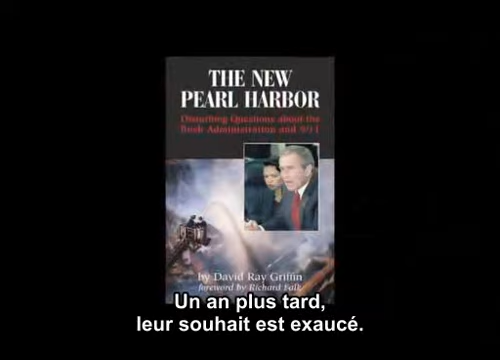 THE NEW
PEARL HARBOR
Disturbing Questions about the
Bush Administration and 9/11
by David Ray Griffin
foreword by Richard Falk
Un an plus tard,
leur souhait est exaucé.